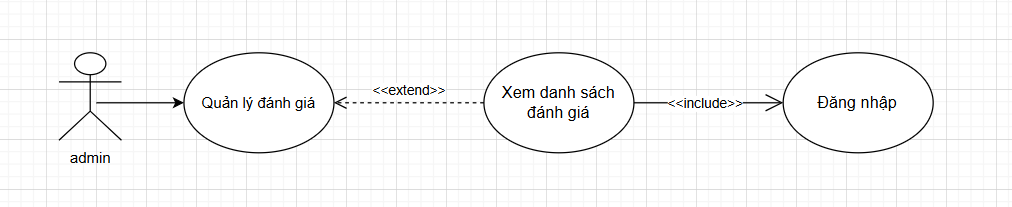 admin
Quản lý đánh giá
<<extend>>
Xem danh sách
đánh giá
<<include>>
Đăng nhập